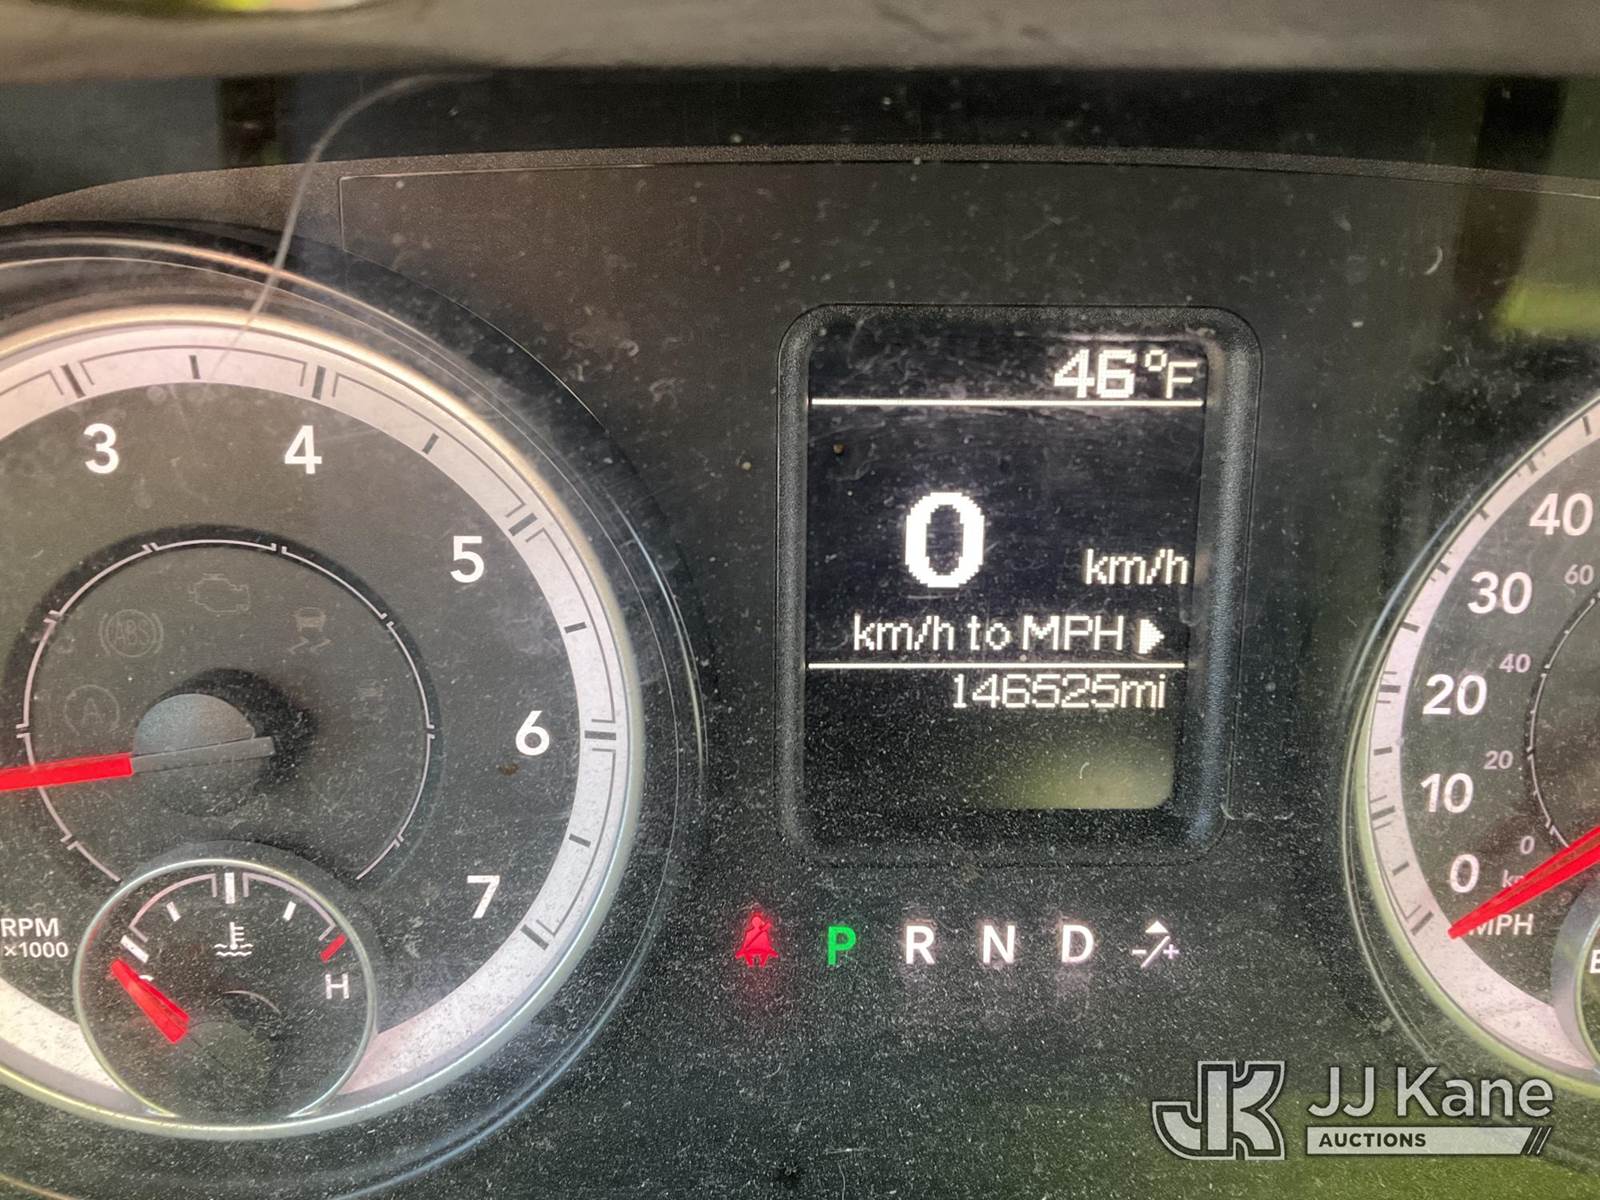 46°F
0
km/h
km/h to MPH
146525mi
3
4
5
6
7
RPM
x1000
ABS
A
H
P R N D -/+
40
30
20
10
0
MPH
60
40
20
0
JJ Kane
AUCTIONS